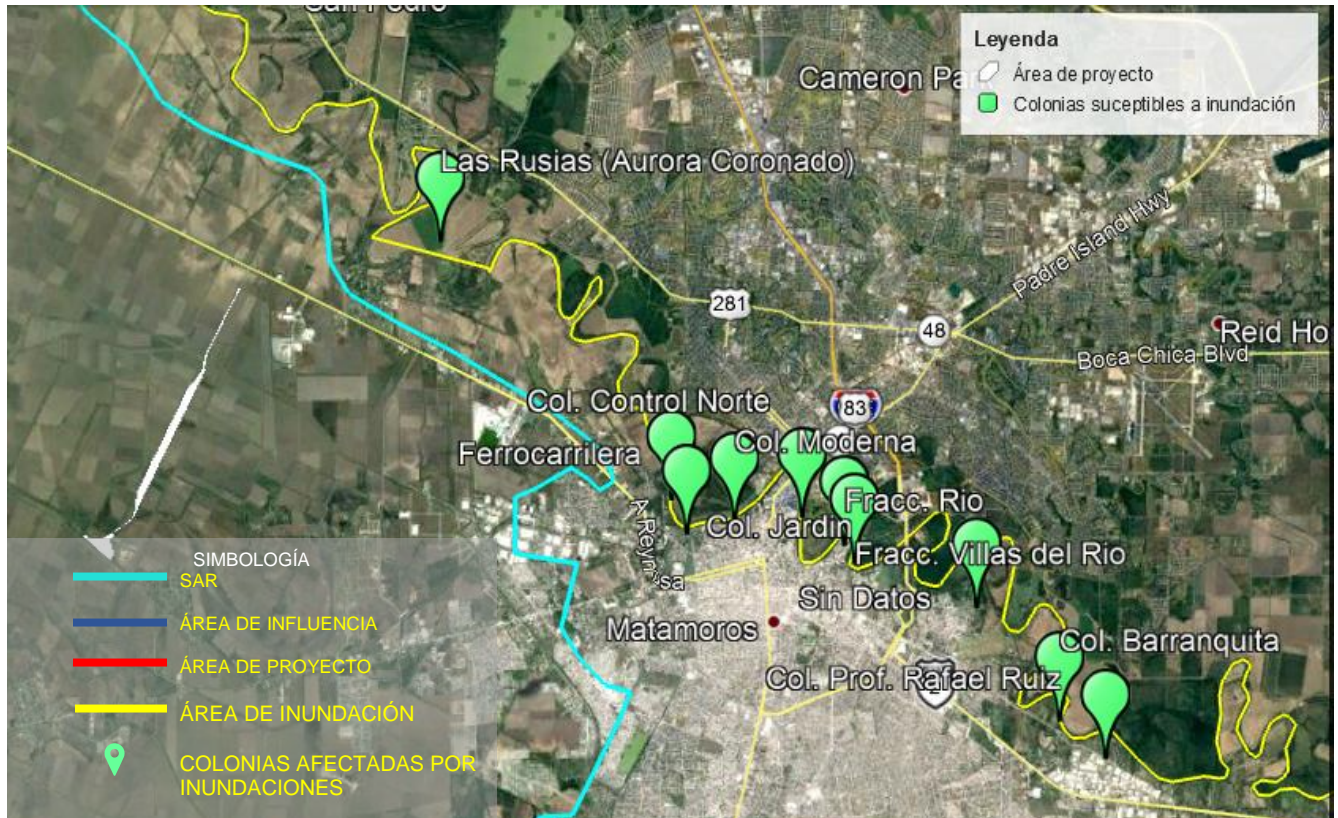 San Pedro
Leyenda
Área de proyecto
Colonias suceptibles a inundación
Cameron Park
Las Rusias (Aurora Coronado)
Padre Island Hwy
281
48
Reid Ho
Boca Chica Blvd
83
Col. Control Norte
Col. Moderna
Ferrocarrilera
Fracc. Rio
A Reynosa
Col. Jardin
Fracc. Villas del Rio
Sin Datos
Matamoros
Col. Barranquita
Col. Prof. Rafael Ruiz
2
SIMBOLOGÍA
SAR
ÁREA DE INFLUENCIA
ÁREA DE PROYECTO
ÁREA DE INUNDACIÓN
COLONIAS AFECTADAS POR
INUNDACIONES